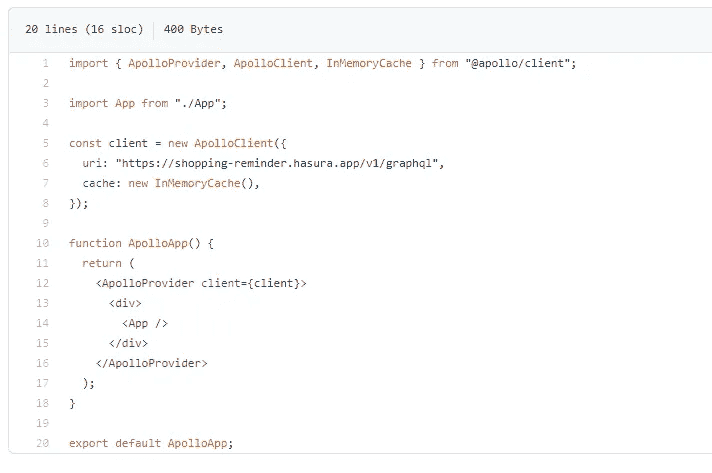 20 lines (16 sloc) 400 Bytes
1 import { ApolloProvider, ApolloClient, InMemoryCache } from "@apollo/client";
2
3 import App from "./App";
4
5 const client = new ApolloClient({
6   uri: "https://shopping-reminder.hasura.app/v1/graphql",
7   cache: new InMemoryCache(),
8 });
9
10 function ApolloApp() {
11   return (
12     <ApolloProvider client={client}>
13       <div>
14         <App />
15       </div>
16     </ApolloProvider>
17   );
18 }
19
20 export default ApolloApp;